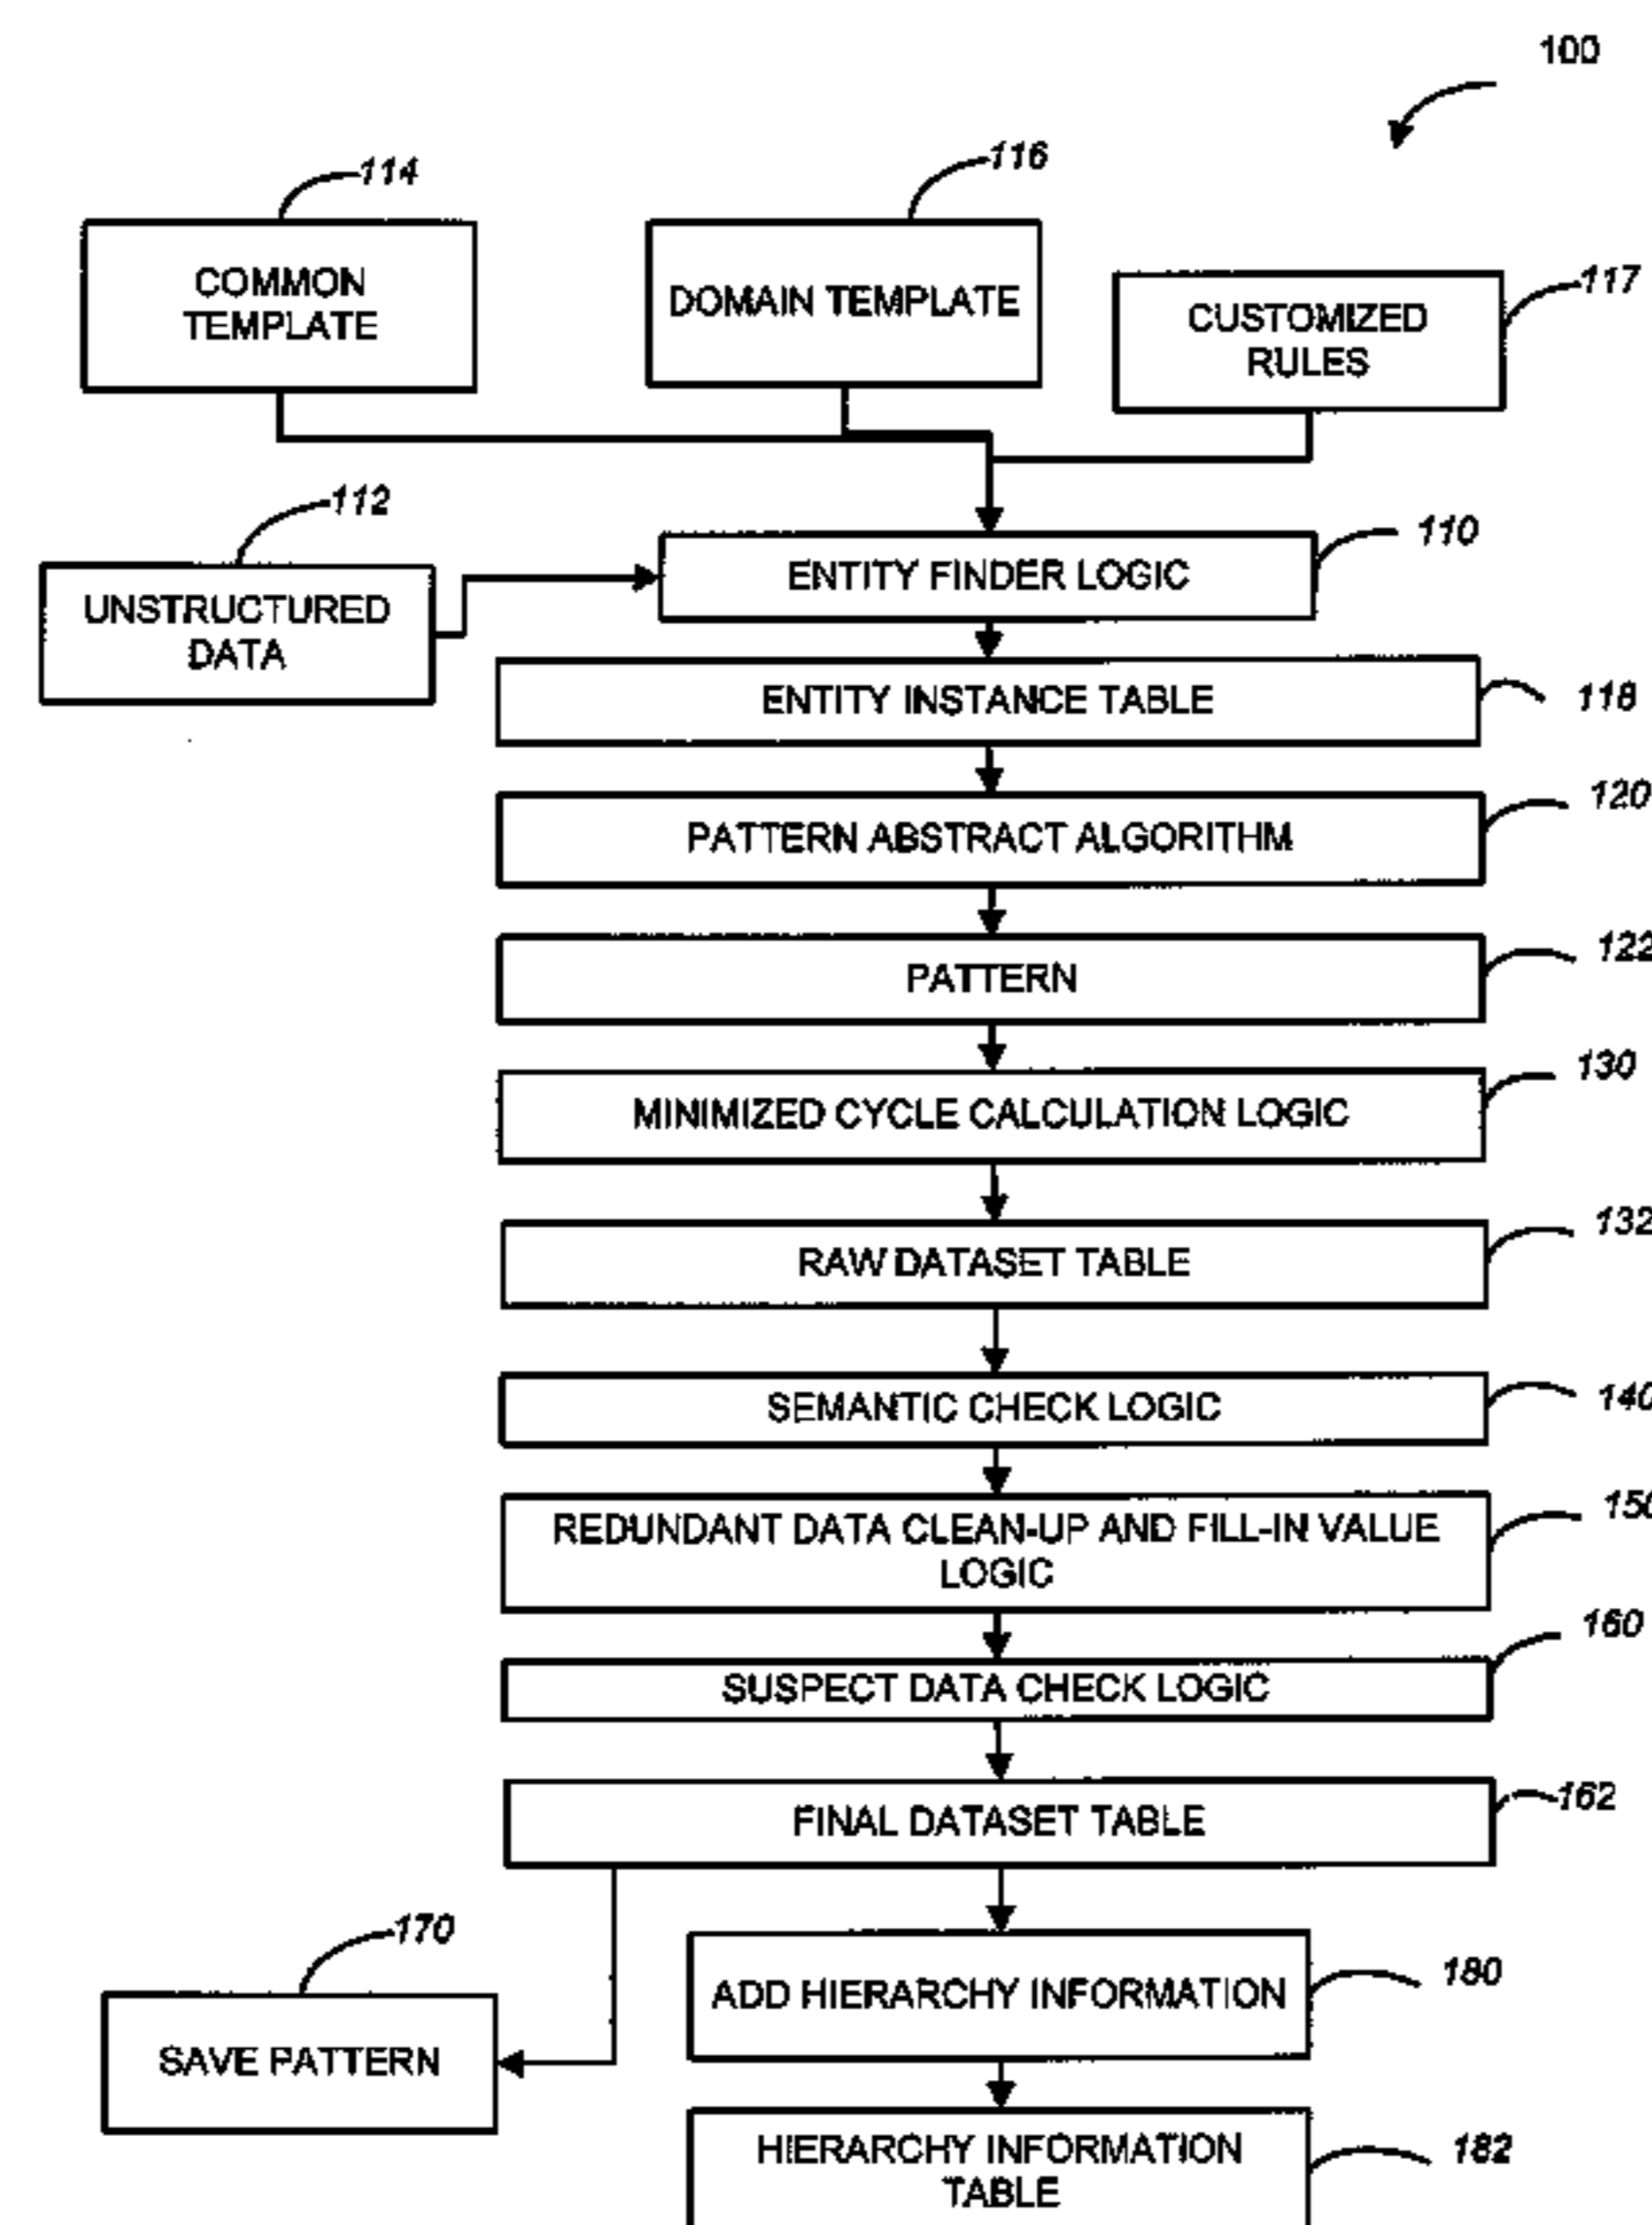 100
114
116
COMMON
TEMPLATE
DOMAIN TEMPLATE
117
CUSTOMIZED
RULES
112
110
UNSTRUCTURED
DATA
ENTITY FINDER LOGIC
ENTITY INSTANCE TABLE
118
PATTERN ABSTRACT ALGORITHM
120
PATTERN
122
MINIMIZED CYCLE CALCULATION LOGIC
130
RAW DATASET TABLE
132
SEMANTIC CHECK LOGIC
140
REDUNDANT DATA CLEAN-UP AND FILL-IN VALUE
LOGIC
150
SUSPECT DATA CHECK LOGIC
160
FINAL DATASET TABLE
162
170
SAVE PATTERN
ADD HIERARCHY INFORMATION
180
HIERARCHY INFORMATION
TABLE
182